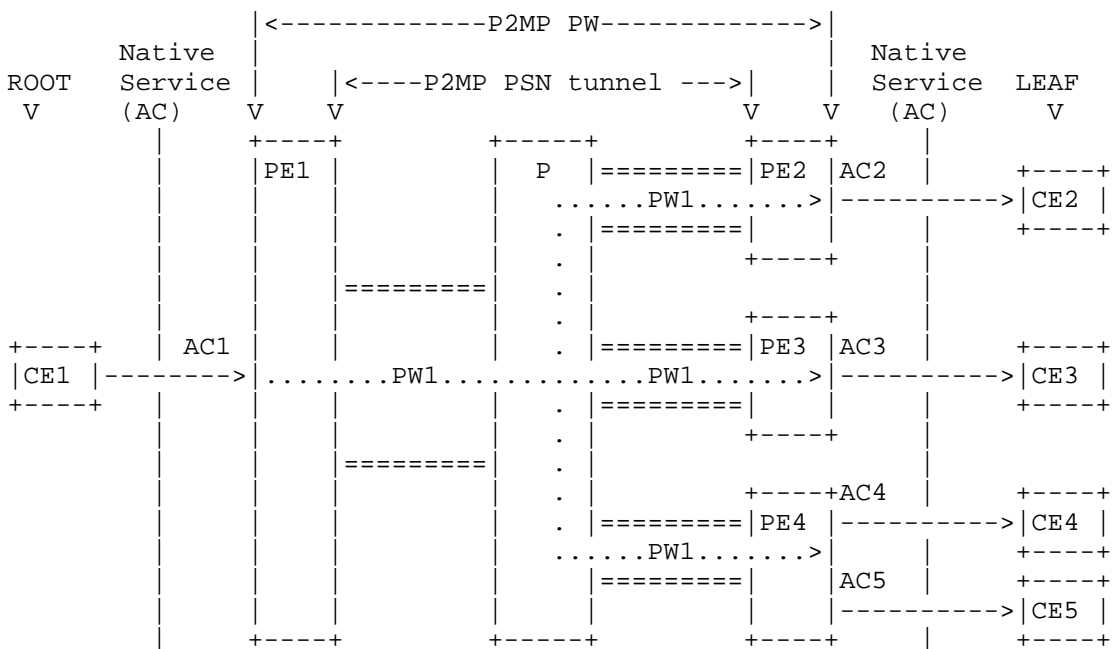 |<------------P2MP PW------------->|
Native | | Native
ROOT Service | |<----P2MP PSN tunnel --->| | Service LEAF
V (AC) V V V V (AC) V
| +----+ +-----+ +----+ |
| |PE1 | | P |=========|PE2 |AC2 | +----+
| | | | ......PW1.......>|---------->|CE2 |
| | | | . |=========| | | +----+
| | | | . | +----+ |
| | |=========| . | |
| | | | . | +----+ |
+----+ | AC1 | | | . |=========|PE3 |AC3 | +----+
|CE1 |-------->|........PW1.............PW1.......>|---------->|CE3 |
+----+ | | | | . |=========| | | +----+
| | | | . | +----+ |
| | |=========| . | |
| | | | . | +----+AC4 | +----+
| | | | . |=========|PE4 |---------->|CE4 |
| | | | ......PW1.......>| +----+
| | | | |=========| |AC5 | +----+
| | | | | | |---------->|CE5 |
| +----+ +-----+ +----+ | +----+